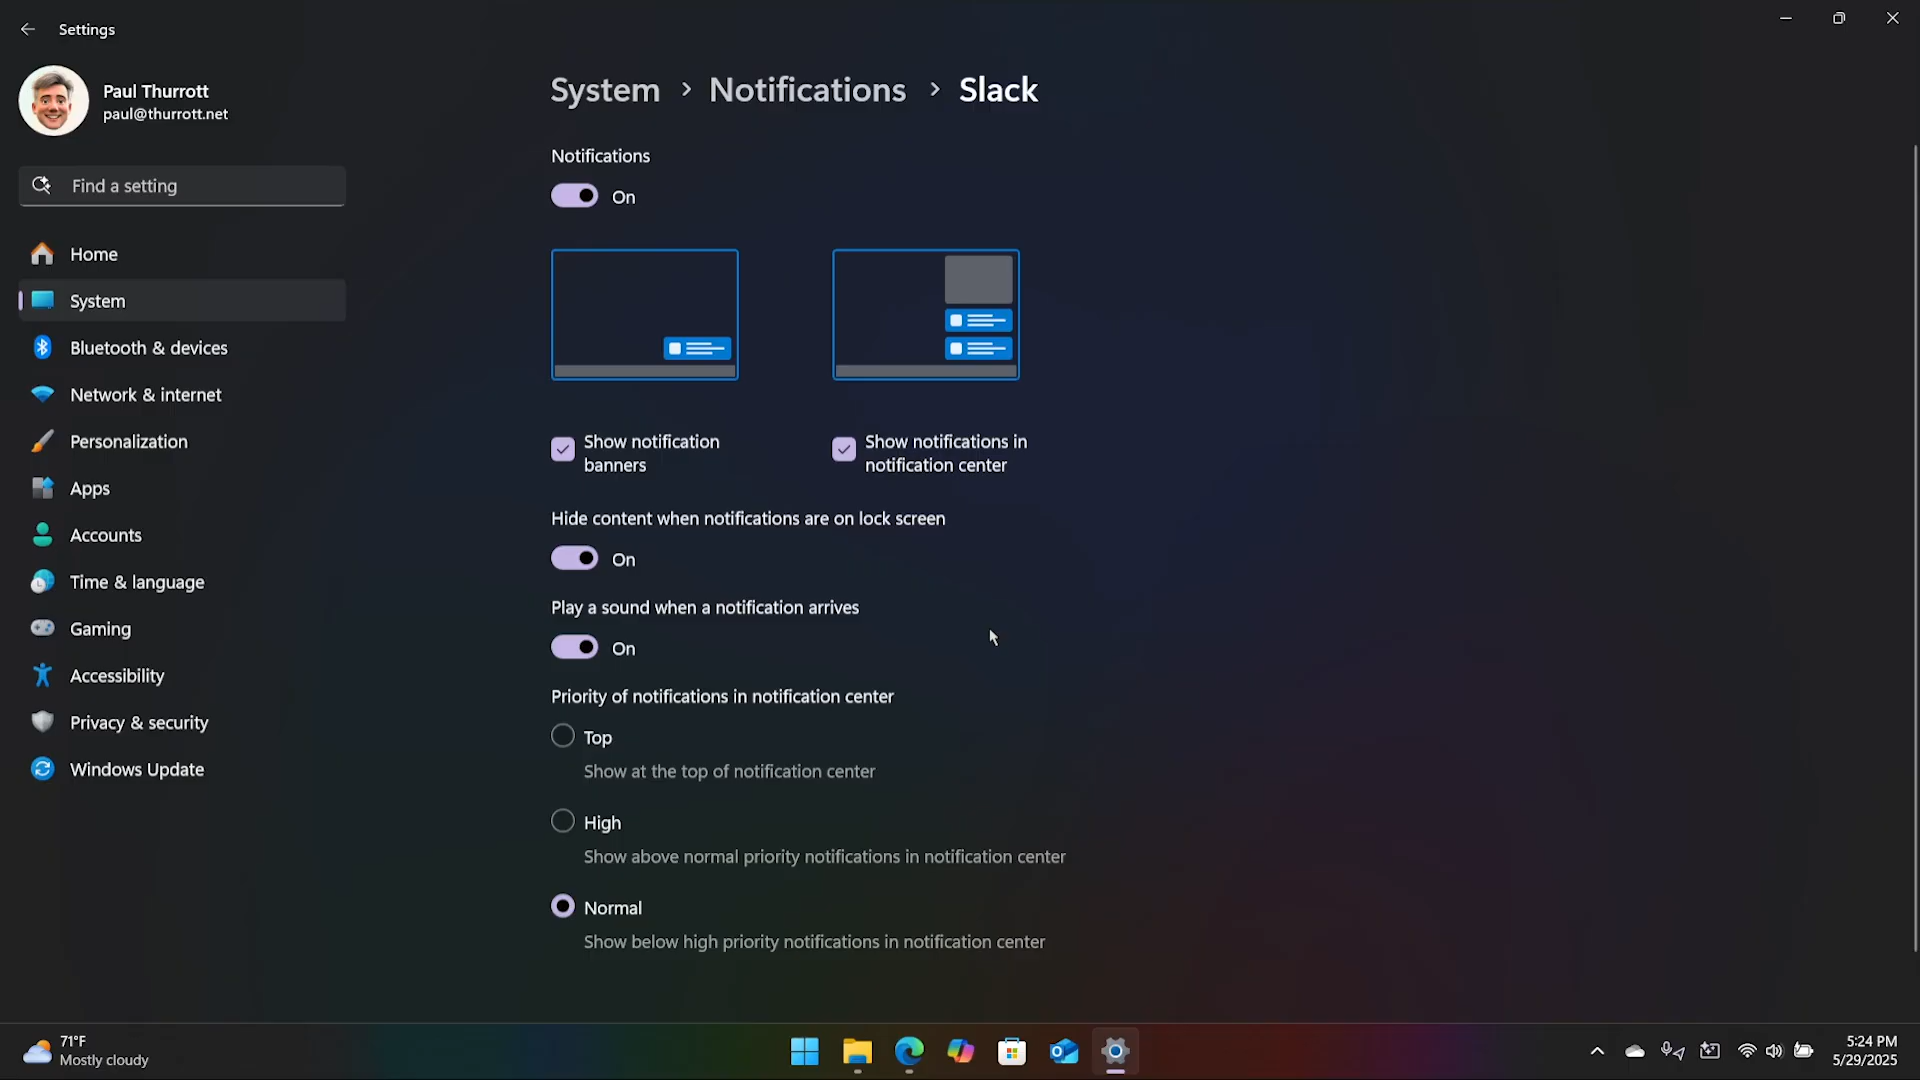 Settings
Paul Thurrott
paul@thurrott.net
Find a setting
Home
System
Bluetooth & devices
Network & internet
Personalization
Apps
Accounts
Time & language
Gaming
Accessibility
Privacy & security
Windows Update
System > Notifications > Slack
Notifications
On
Show notification
banners
Show notifications in
notification center
Hide content when notifications are on lock screen
On
Play a sound when a notification arrives
On
Priority of notifications in notification center
Top
Show at the top of notification center
High
Show above normal priority notifications in notification center
Normal
Show below high priority notifications in notification center
71°F
Mostly cloudy
5:24 PM
5/29/2025